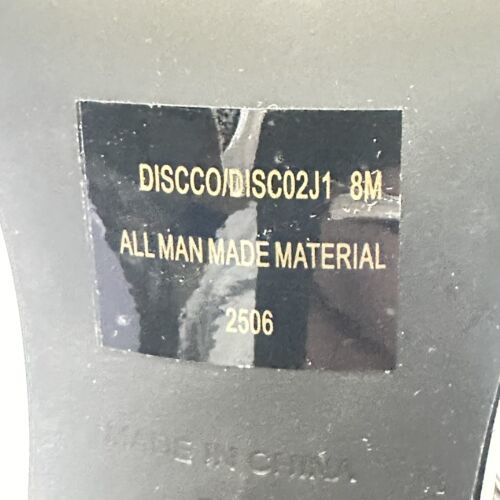 DISCCO/DISC02J1 8M
ALL MAN MADE MATERIAL
2506
MADE IN CHINA